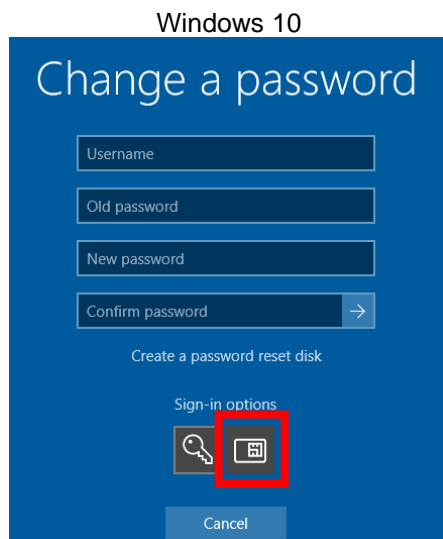 Windows 10
Change a password
Username
Old password
New password
Confirm password
Create a password reset disk
Sign-in options
Cancel